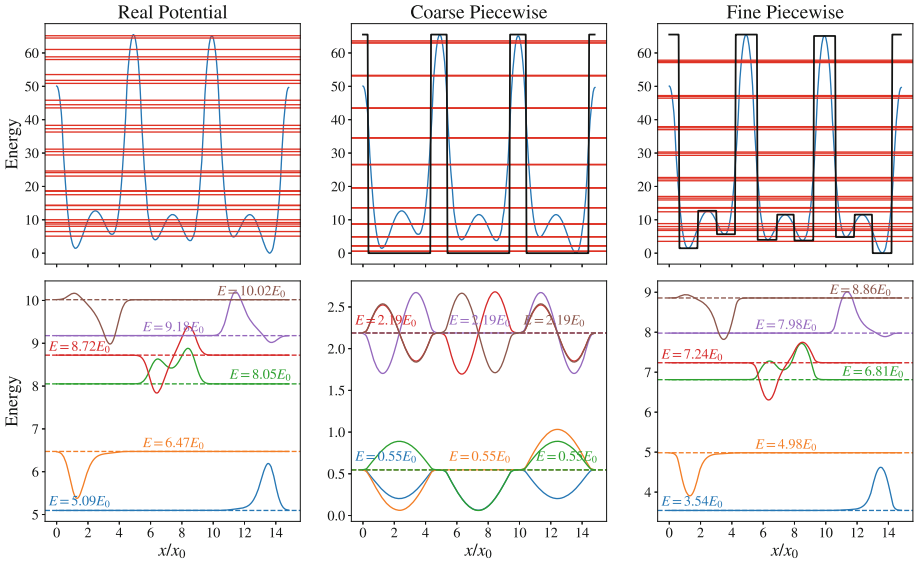 Real Potential
Coarse Piecewise
Fine Piecewise
Energy
60
50
40
30
20
10
0
60
50
40
30
20
10
0
60
50
40
30
20
10
0
Energy
10
9
8
7
6
5
E=10.02E₀
E=9.18E₀
E=8.72E₀
E=8.05E₀
E=6.47E₀
E=5.09E₀
0 2 4 6 8 10 12 14
x/x₀
2.5
2.0
1.5
1.0
0.5
0.0
E=2.19E₀
E=2.19E₀
E=2.19E₀
E=0.55E₀
E=0.55E₀
E=0.55E₀
0 2 4 6 8 10 12 14
x/x₀
9
8
7
6
5
4
E=8.86E₀
E=7.98E₀
E=7.24E₀
E=6.81E₀
E=4.98E₀
E=3.54E₀
0 2 4 6 8 10 12 14
x/x₀